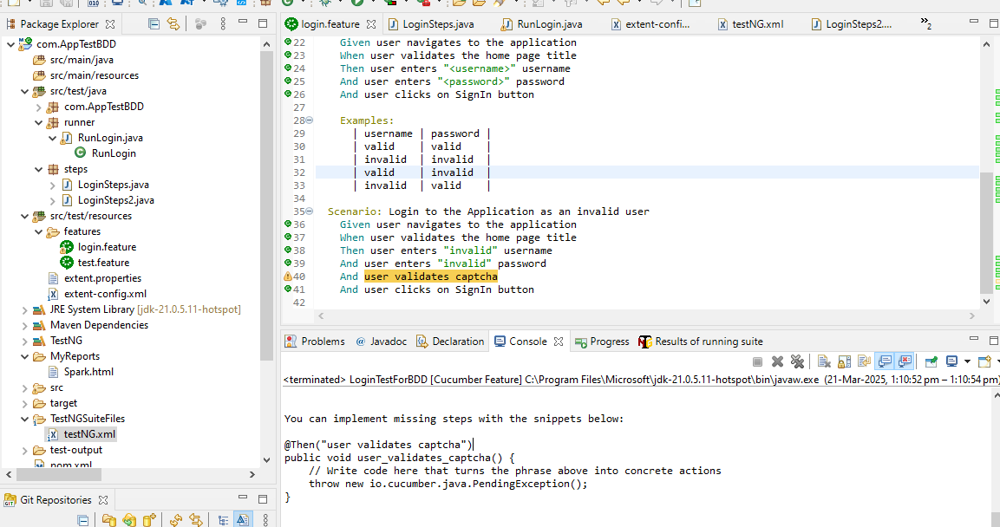 Package Explorer
com.AppTestBDD
src/main/java
src/main/resources
src/test/java
com.AppTestBDD
runner
RunLogin.java
RunLogin
steps
LoginSteps.java
LoginSteps2.java
src/test/resources
features
login.feature
test.feature
extent.properties
extent-config.xml
JRE System Library [jdk-21.0.5.11-hotspot]
Maven Dependencies
TestNG
MyReports
Spark.html
src
target
TestNGSuiteFiles
testNG.xml
test-output
pom.xml
Git Repositories
login.feature LoginSteps.java RunLogin.java extent-confi... testNG.xml LoginSteps2.... »2
22 Given user navigates to the application
23 When user validates the home page title
24 Then user enters "<username>" username
25 And user enters "<password>" password
26 And user clicks on SignIn button
27
28 Examples:
29 | username | password |
30 | valid | valid |
31 | invalid | invalid |
32 | valid | invalid |
33 | invalid | valid |
34
35 Scenario: Login to the Application as an invalid user
36 Given user navigates to the application
37 When user validates the home page title
38 Then user enters "invalid" username
39 And user enters "invalid" password
40 And user validates captcha
41 And user clicks on SignIn button
42
Problems @ Javadoc Declaration Console Progress Results of running suite
<terminated> LoginTestForBDD [Cucumber Feature] C:\Program Files\Microsoft\jdk-21.0.5.11-hotspot\bin\javaw.exe (21-Mar-2025, 1:10:52 pm – 1:10:54 pm)
You can implement missing steps with the snippets below:
@Then("user validates captcha")
public void user_validates_captcha() {
// Write code here that turns the phrase above into concrete actions
throw new io.cucumber.java.PendingException();
}